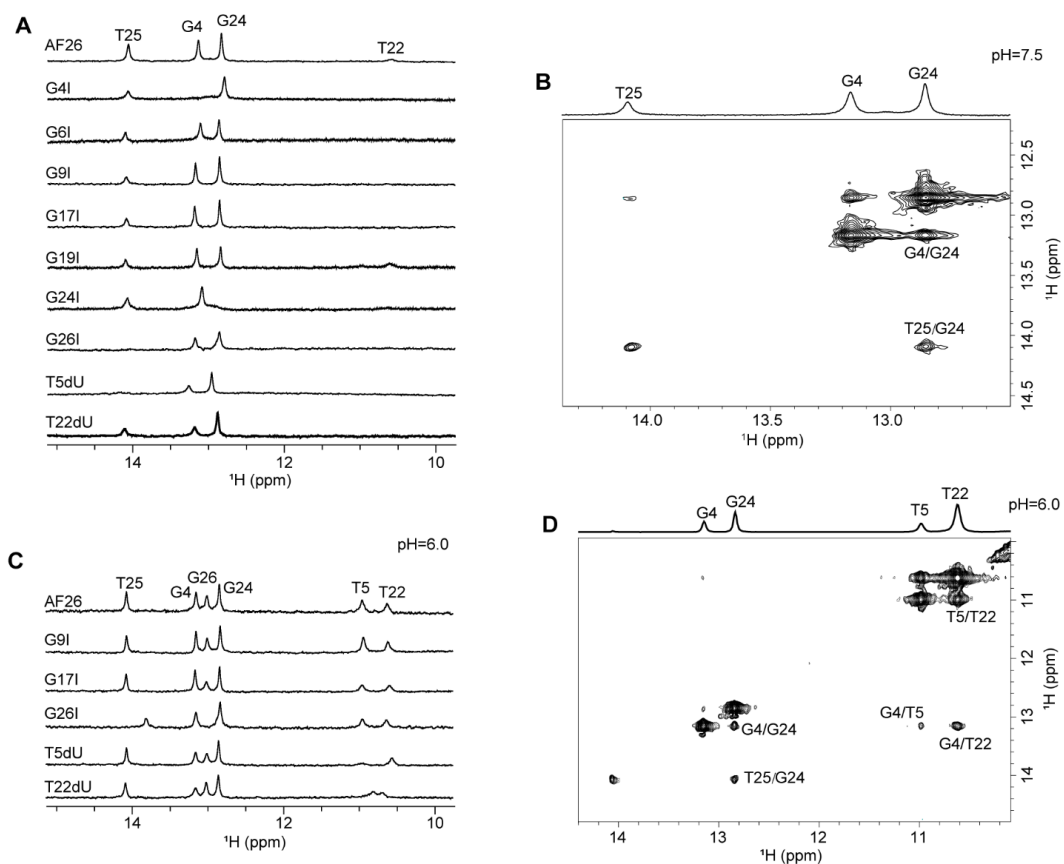 A
AF26
T25
G4
G24
T22
G4I
G6I
G9I
G17I
G19I
G24I
G26I
T5dU
T22dU
14
12
10
¹H (ppm)
B
pH=7.5
T25
G4
G24
12.5
13.0
13.5
14.0
14.5
¹H (ppm)
G4/G24
T25/G24
14.0
13.5
13.0
¹H (ppm)
C
pH=6.0
AF26
T25
G4
G26
G24
T5
T22
G9I
G17I
G26I
T5dU
T22dU
14
12
10
¹H (ppm)
D
pH=6.0
G4
G24
T5
T22
11
12
13
14
¹H (ppm)
T5/T22
G4/T5
G4/G24
G4/T22
T25/G24
14
13
12
11
¹H (ppm)